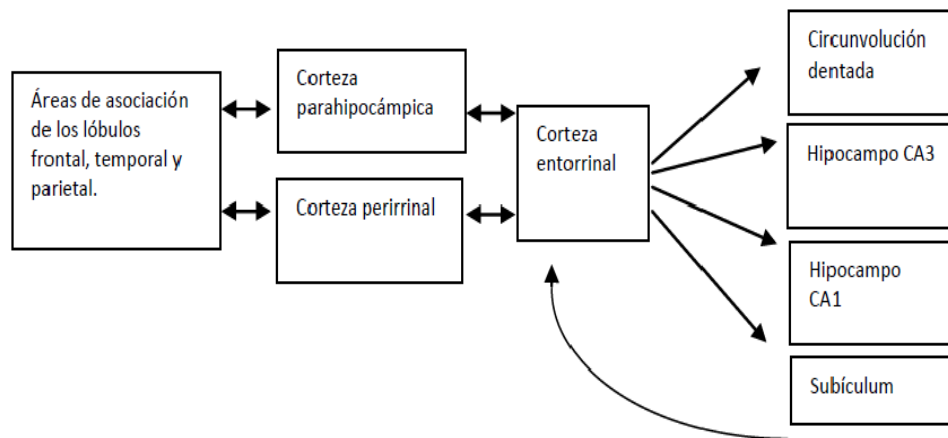 Áreas de asociación
de los lóbulos
frontal, temporal y
parietal.
Corteza
parahipocámpica
Corteza perirrinal
Corteza
entorrinal
Circunvolución
dentada
Hipocampo CA3
Hipocampo
CA1
Subículum